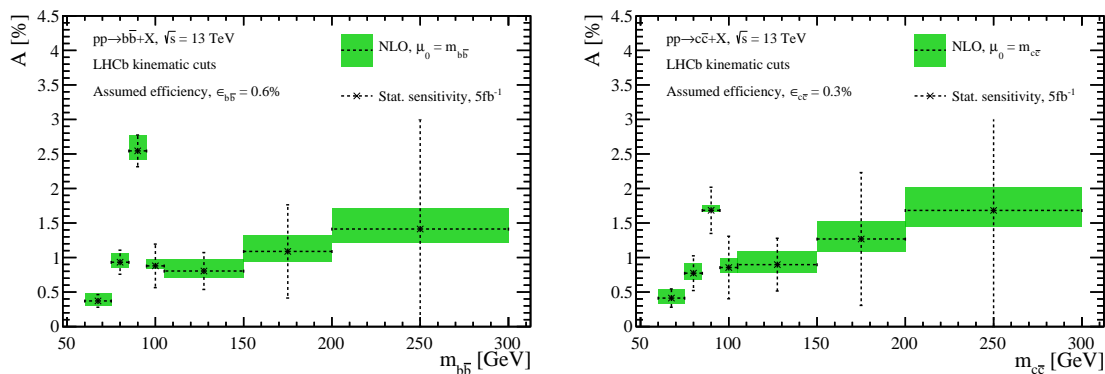 A [%]
4.5
4
3.5
3
2.5
2
1.5
1
0.5
0
pp→bb̅+X, √s = 13 TeV
LHCb kinematic cuts
Assumed efficiency, ϵ_bb̅ = 0.6%
NLO, μ₀ = m_bb̅
Stat. sensitivity, 5fb⁻¹
50 100 150 200 250 300
m_bb̅ [GeV]
A [%]
4.5
4
3.5
3
2.5
2
1.5
1
0.5
0
pp→cc̅+X, √s = 13 TeV
LHCb kinematic cuts
Assumed efficiency, ϵ_cc̅ = 0.3%
NLO, μ₀ = m_cc̅
Stat. sensitivity, 5fb⁻¹
50 100 150 200 250 300
m_cc̅ [GeV]